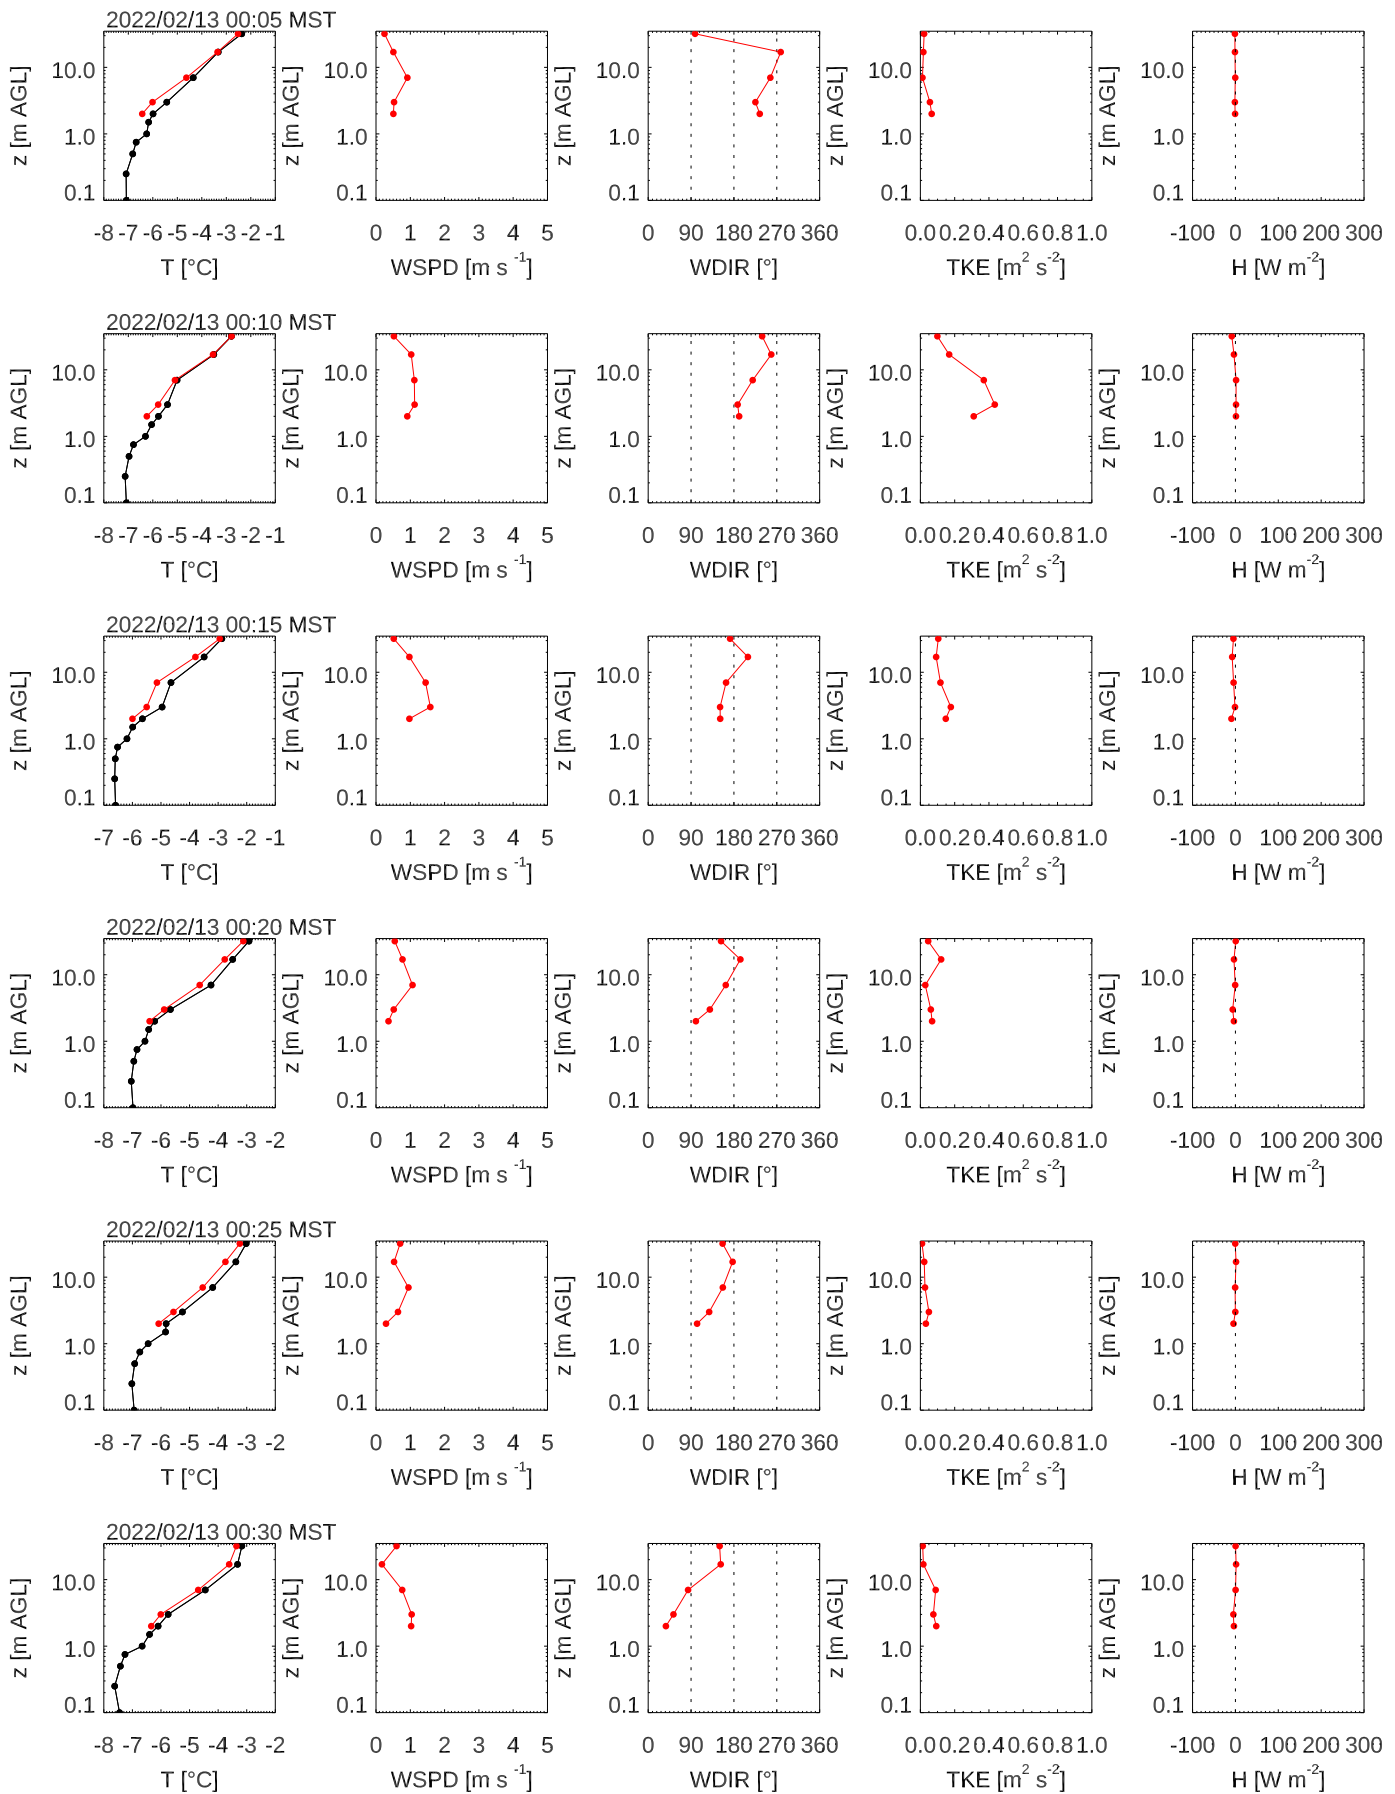 2022/02/13 00:05 MST
z [m AGL] 10.0 1.0 0.1 z [m AGL] 10.0 1.0 0.1 z [m AGL] 10.0 1.0 0.1 z [m AGL] 10.0 1.0 0.1 z [m AGL] 10.0 1.0 0.1
-8 -7 -6 -5 -4 -3 -2 -1 0 1 2 3 4 5 0 90 180 270 360 0.0 0.2 0.4 0.6 0.8 1.0 -100 0 100 200 300
T [°C] WSPD [m s -1] WDIR [°] TKE [m2 s-2] H [W m-2]
2022/02/13 00:10 MST
z [m AGL] 10.0 1.0 0.1 z [m AGL] 10.0 1.0 0.1 z [m AGL] 10.0 1.0 0.1 z [m AGL] 10.0 1.0 0.1 z [m AGL] 10.0 1.0 0.1
-8 -7 -6 -5 -4 -3 -2 -1 0 1 2 3 4 5 0 90 180 270 360 0.0 0.2 0.4 0.6 0.8 1.0 -100 0 100 200 300
T [°C] WSPD [m s -1] WDIR [°] TKE [m2 s-2] H [W m-2]
2022/02/13 00:15 MST
z [m AGL] 10.0 1.0 0.1 z [m AGL] 10.0 1.0 0.1 z [m AGL] 10.0 1.0 0.1 z [m AGL] 10.0 1.0 0.1 z [m AGL] 10.0 1.0 0.1
-7 -6 -5 -4 -3 -2 -1 0 1 2 3 4 5 0 90 180 270 360 0.0 0.2 0.4 0.6 0.8 1.0 -100 0 100 200 300
T [°C] WSPD [m s -1] WDIR [°] TKE [m2 s-2] H [W m-2]
2022/02/13 00:20 MST
z [m AGL] 10.0 1.0 0.1 z [m AGL] 10.0 1.0 0.1 z [m AGL] 10.0 1.0 0.1 z [m AGL] 10.0 1.0 0.1 z [m AGL] 10.0 1.0 0.1
-8 -7 -6 -5 -4 -3 -2 0 1 2 3 4 5 0 90 180 270 360 0.0 0.2 0.4 0.6 0.8 1.0 -100 0 100 200 300
T [°C] WSPD [m s -1] WDIR [°] TKE [m2 s-2] H [W m-2]
2022/02/13 00:25 MST
z [m AGL] 10.0 1.0 0.1 z [m AGL] 10.0 1.0 0.1 z [m AGL] 10.0 1.0 0.1 z [m AGL] 10.0 1.0 0.1 z [m AGL] 10.0 1.0 0.1
-8 -7 -6 -5 -4 -3 -2 0 1 2 3 4 5 0 90 180 270 360 0.0 0.2 0.4 0.6 0.8 1.0 -100 0 100 200 300
T [°C] WSPD [m s -1] WDIR [°] TKE [m2 s-2] H [W m-2]
2022/02/13 00:30 MST
z [m AGL] 10.0 1.0 0.1 z [m AGL] 10.0 1.0 0.1 z [m AGL] 10.0 1.0 0.1 z [m AGL] 10.0 1.0 0.1 z [m AGL] 10.0 1.0 0.1
-8 -7 -6 -5 -4 -3 -2 0 1 2 3 4 5 0 90 180 270 360 0.0 0.2 0.4 0.6 0.8 1.0 -100 0 100 200 300
T [°C] WSPD [m s -1] WDIR [°] TKE [m2 s-2] H [W m-2]